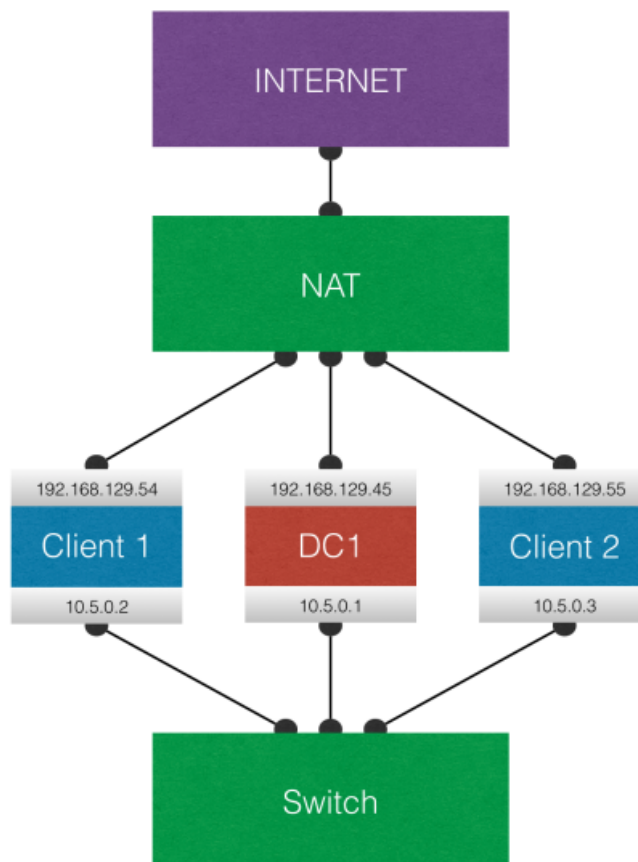 INTERNET
NAT
192.168.129.54
192.168.129.45
192.168.129.55
Client 1
DC1
Client 2
10.5.0.2
10.5.0.1
10.5.0.3
Switch